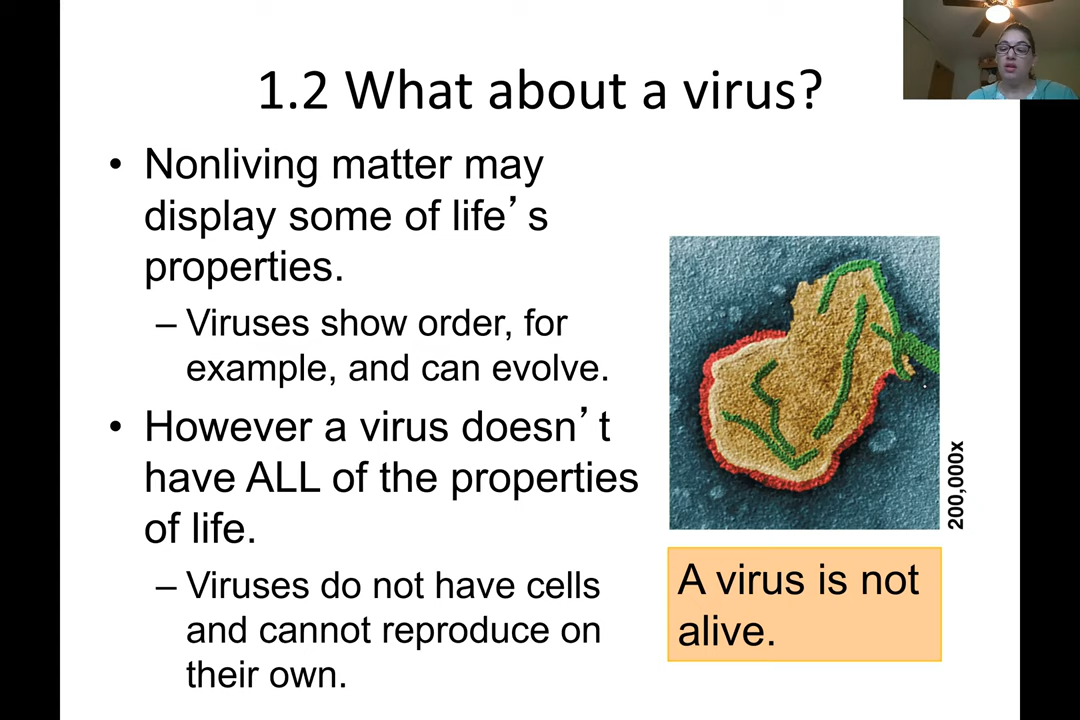 1.2 What about a virus?
• Nonliving matter may
display some of life’s
properties.
– Viruses show order, for
example, and can evolve.
• However a virus doesn’t
have ALL of the properties
of life.
– Viruses do not have cells
and cannot reproduce on
their own.
200,000x
A virus is not
alive.